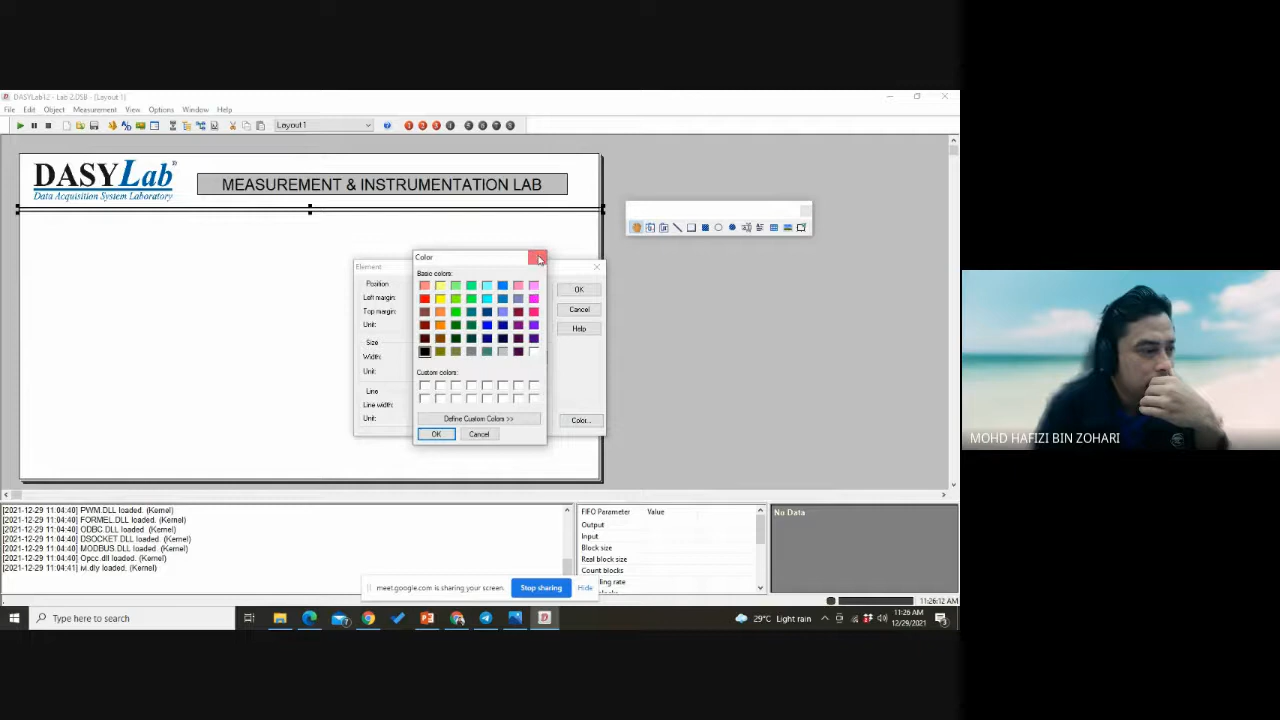 DASYLab12 - Lab 2.DSB - [Layout 1]
File Edit Object Measurement View Options Window Help
Layout 1
DASYLab®
Data Acquisition System Laboratory
MEASUREMENT & INSTRUMENTATION LAB
Element
Position
Left margin:
Top margin:
Unit:
Size
Width:
Unit:
Line
Line width:
Unit:
OK
Cancel
Help
Color...
Color
Basic colors:
Custom colors:
Define Custom Colors >>
OK Cancel
MOHD HAFIZI BIN ZOHARI
[2021-12-29 11:04:40] PWM.DLL loaded. (Kernel)
[2021-12-29 11:04:40] FORMEL.DLL loaded. (Kernel)
[2021-12-29 11:04:40] ODBC.DLL loaded. (Kernel)
[2021-12-29 11:04:40] DSOCKET.DLL loaded. (Kernel)
[2021-12-29 11:04:40] MODBUS.DLL loaded. (Kernel)
[2021-12-29 11:04:40] Opcc.dll loaded. (Kernel)
[2021-12-29 11:04:41] ivi.dly loaded. (Kernel)
FIFO Parameter Value
Output
Input
Block size
Real block size
Count blocks
ling rate
No Data
meet.google.com is sharing your screen. Stop sharing Hide
11:26:12 AM
Type here to search
29°C Light rain
11:26 AM
12/29/2021